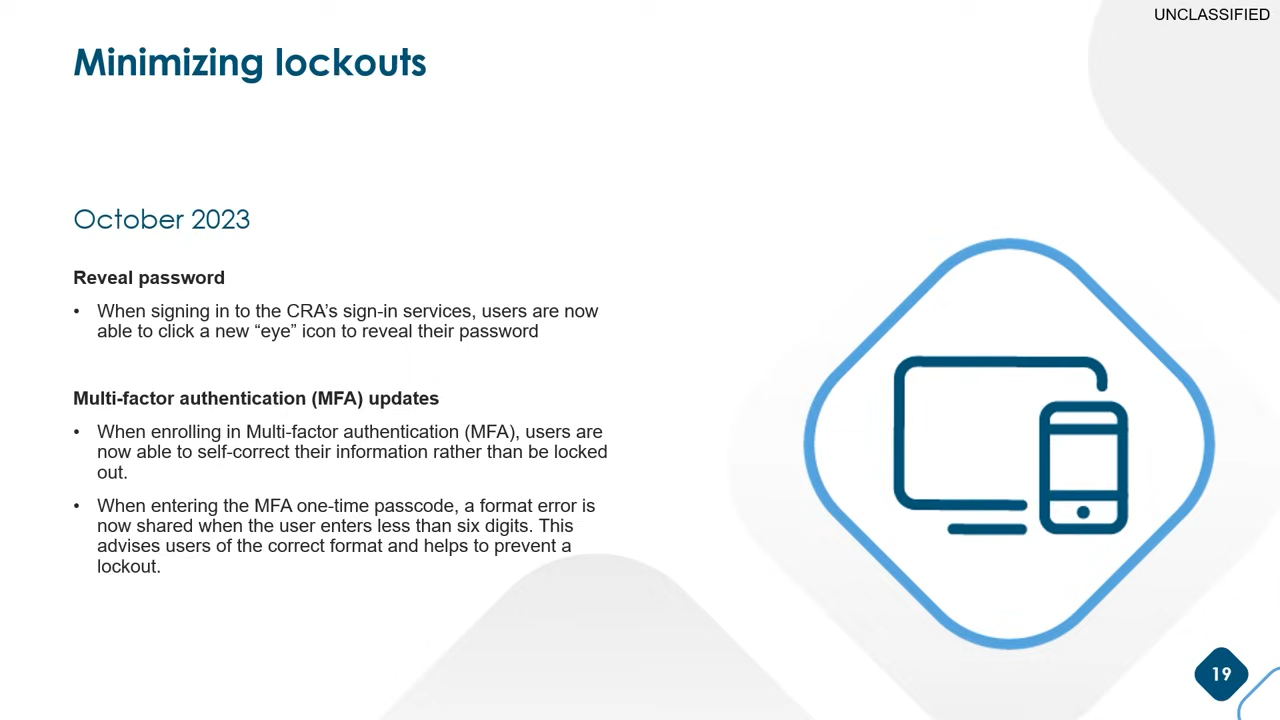 UNCLASSIFIED
Minimizing lockouts
October 2023
Reveal password
• When signing in to the CRA’s sign-in services, users are now
able to click a new “eye” icon to reveal their password
Multi-factor authentication (MFA) updates
• When enrolling in Multi-factor authentication (MFA), users are
now able to self-correct their information rather than be locked
out.
• When entering the MFA one-time passcode, a format error is
now shared when the user enters less than six digits. This
advises users of the correct format and helps to prevent a
lockout.
19